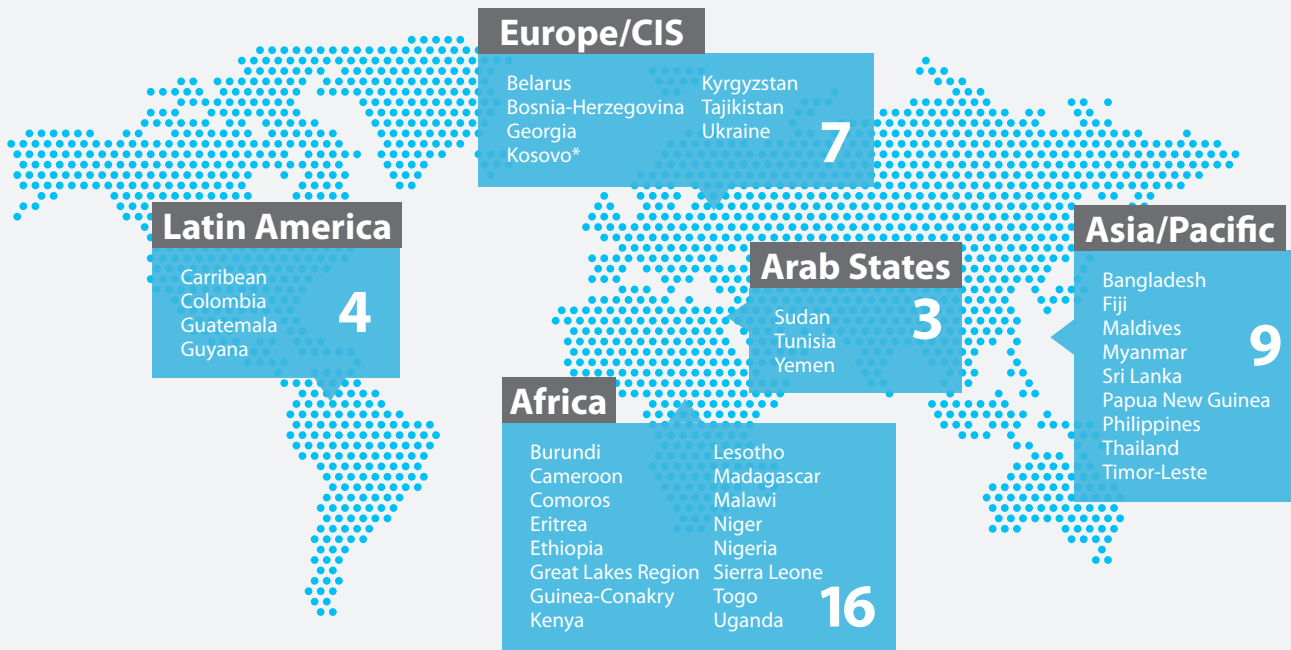 Europe/CIS
Belarus
Bosnia-Herzegovina
Georgia
Kosovo*
Kyrgyzstan
Tajikistan
Ukraine
7
Latin America
Carribean
Colombia
Guatemala
Guyana
4
Arab States
Sudan
Tunisia
Yemen
3
Asia/Pacific
Bangladesh
Fiji
Maldives
Myanmar
Sri Lanka
Papua New Guinea
Philippines
Thailand
Timor-Leste
9
Africa
Burundi
Cameroon
Comoros
Eritrea
Ethiopia
Great Lakes Region
Guinea-Conakry
Kenya
Lesotho
Madagascar
Malawi
Niger
Nigeria
Sierra Leone
Togo
Uganda
16